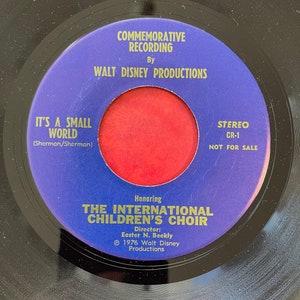 COMMEMORATIVE
RECORDING
By
WALT DISNEY PRODUCTIONS
IT'S A SMALL
WORLD
(Sherman/Sherman)
STEREO
CR-1
NOT FOR SALE
Honoring
THE INTERNATIONAL
CHILDREN'S CHOIR
Director:
Easter N. Beekly
℗ 1976 Walt Disney
Productions